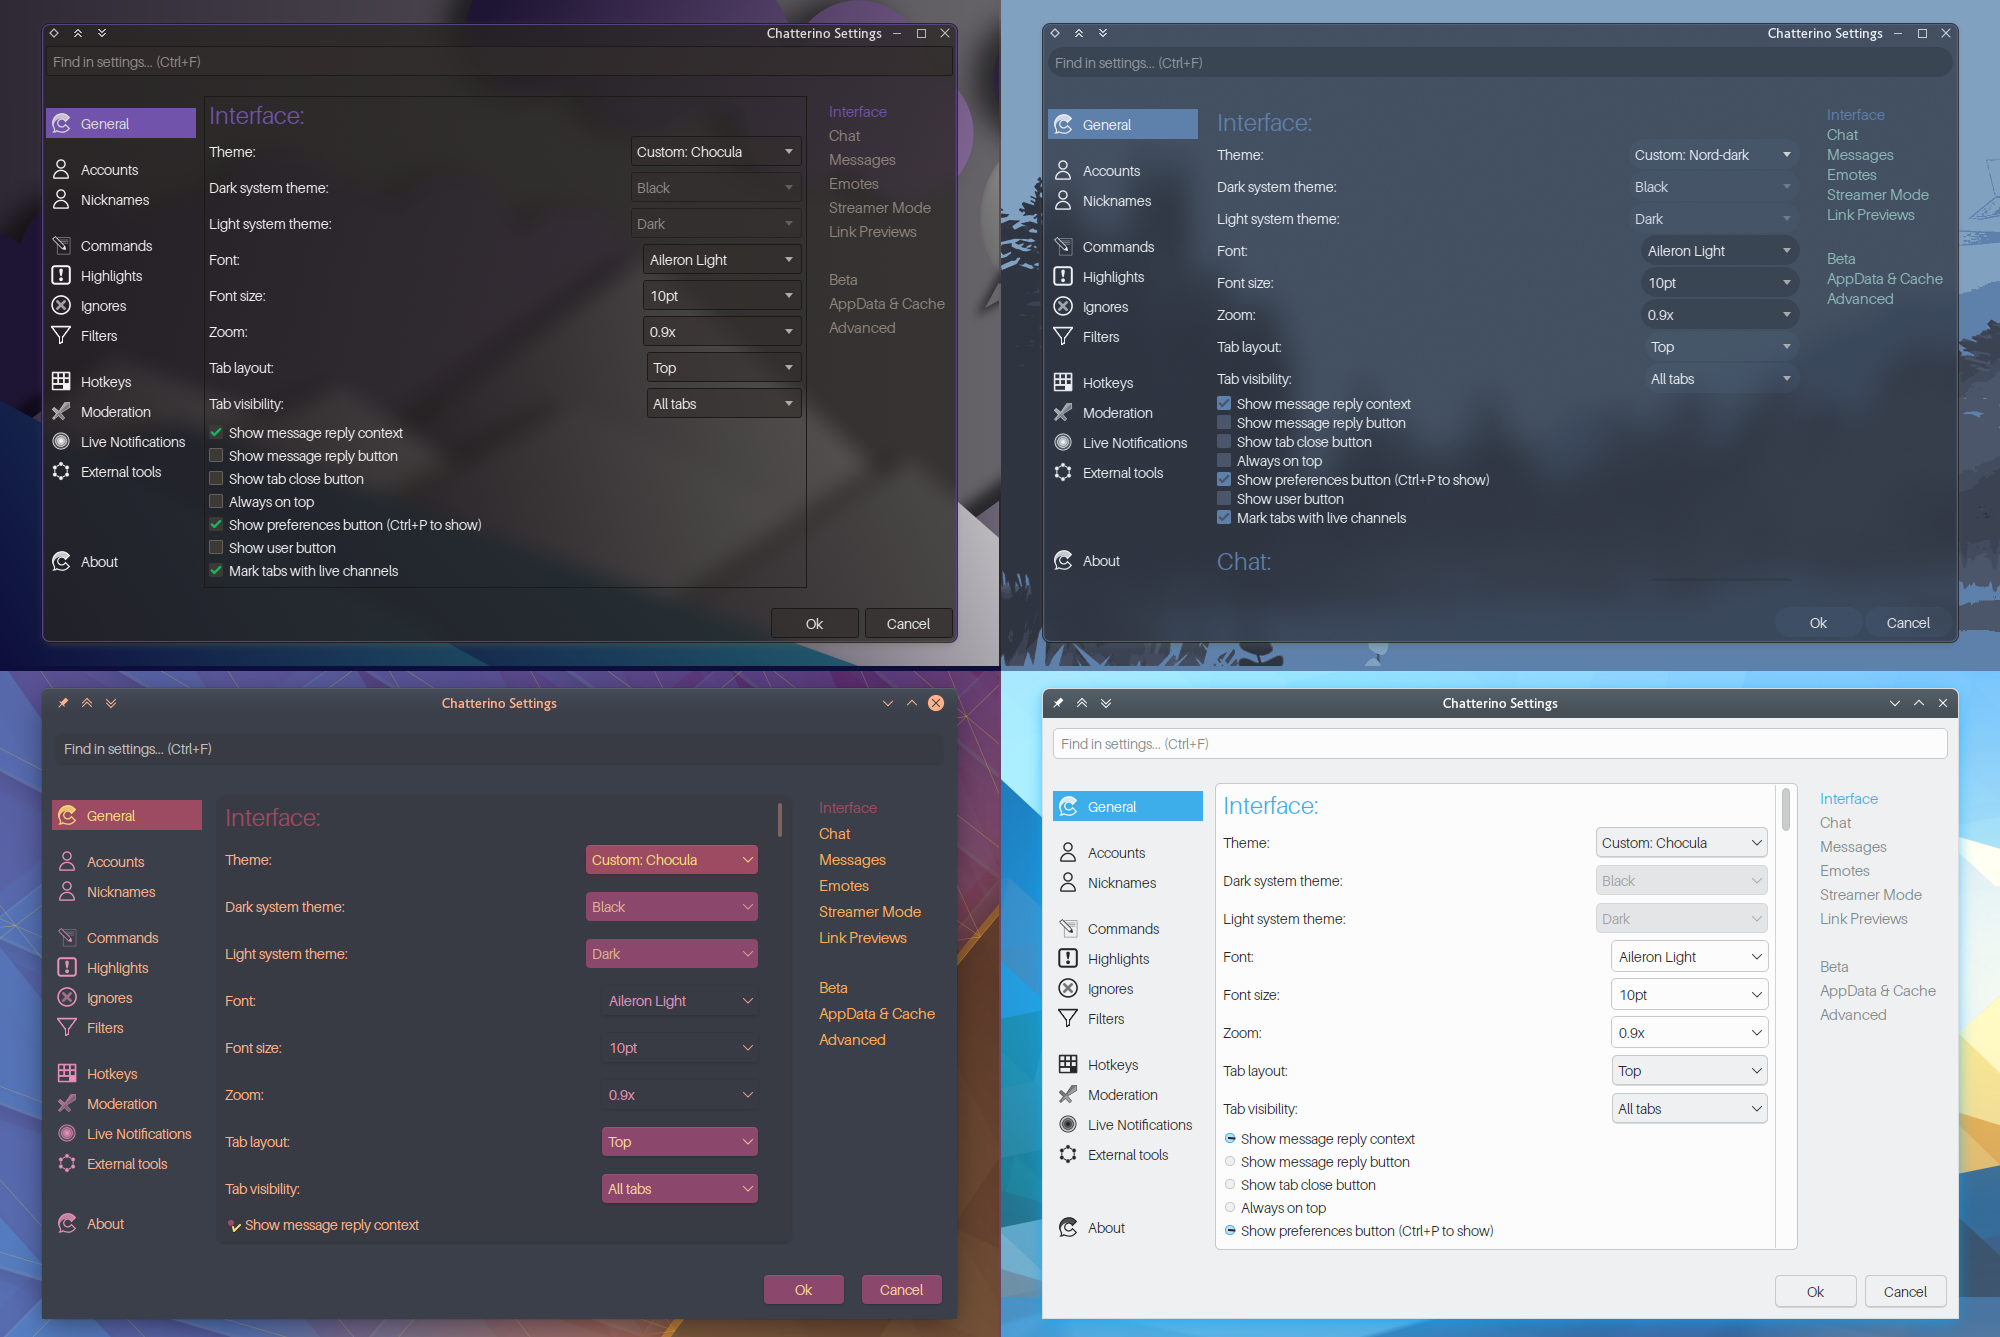 Chatterino Settings
Find in settings... (Ctrl+F)
General
Accounts
Nicknames
Commands
Highlights
Ignores
Filters
Hotkeys
Moderation
Live Notifications
External tools
About
Interface:
Theme: Custom: Chocula
Dark system theme: Black
Light system theme: Dark
Font: Aileron Light
Font size: 10pt
Zoom: 0.9x
Tab layout: Top
Tab visibility: All tabs
Show message reply context
Show message reply button
Show tab close button
Always on top
Show preferences button (Ctrl+P to show)
Show user button
Mark tabs with live channels
Interface
Chat
Messages
Emotes
Streamer Mode
Link Previews
Beta
AppData & Cache
Advanced
Ok Cancel
Chatterino Settings
Find in settings... (Ctrl+F)
General
Accounts
Nicknames
Commands
Highlights
Ignores
Filters
Hotkeys
Moderation
Live Notifications
External tools
About
Interface:
Theme: Custom: Nord-dark
Dark system theme: Black
Light system theme: Dark
Font: Aileron Light
Font size: 10pt
Zoom: 0.9x
Tab layout: Top
Tab visibility: All tabs
Show message reply context
Show message reply button
Show tab close button
Always on top
Show preferences button (Ctrl+P to show)
Show user button
Mark tabs with live channels
Chat:
Interface
Chat
Messages
Emotes
Streamer Mode
Link Previews
Beta
AppData & Cache
Advanced
Ok Cancel
Chatterino Settings
Find in settings... (Ctrl+F)
General
Accounts
Nicknames
Commands
Highlights
Ignores
Filters
Hotkeys
Moderation
Live Notifications
External tools
About
Interface:
Theme: Custom: Chocula
Dark system theme: Black
Light system theme: Dark
Font: Aileron Light
Font size: 10pt
Zoom: 0.9x
Tab layout: Top
Tab visibility: All tabs
Show message reply context
Interface
Chat
Messages
Emotes
Streamer Mode
Link Previews
Beta
AppData & Cache
Advanced
Ok Cancel
Chatterino Settings
Find in settings... (Ctrl+F)
General
Accounts
Nicknames
Commands
Highlights
Ignores
Filters
Hotkeys
Moderation
Live Notifications
External tools
About
Interface:
Theme: Custom: Chocula
Dark system theme: Black
Light system theme: Dark
Font: Aileron Light
Font size: 10pt
Zoom: 0.9x
Tab layout: Top
Tab visibility: All tabs
Show message reply context
Show message reply button
Show tab close button
Always on top
Show preferences button (Ctrl+P to show)
Interface
Chat
Messages
Emotes
Streamer Mode
Link Previews
Beta
AppData & Cache
Advanced
Ok Cancel